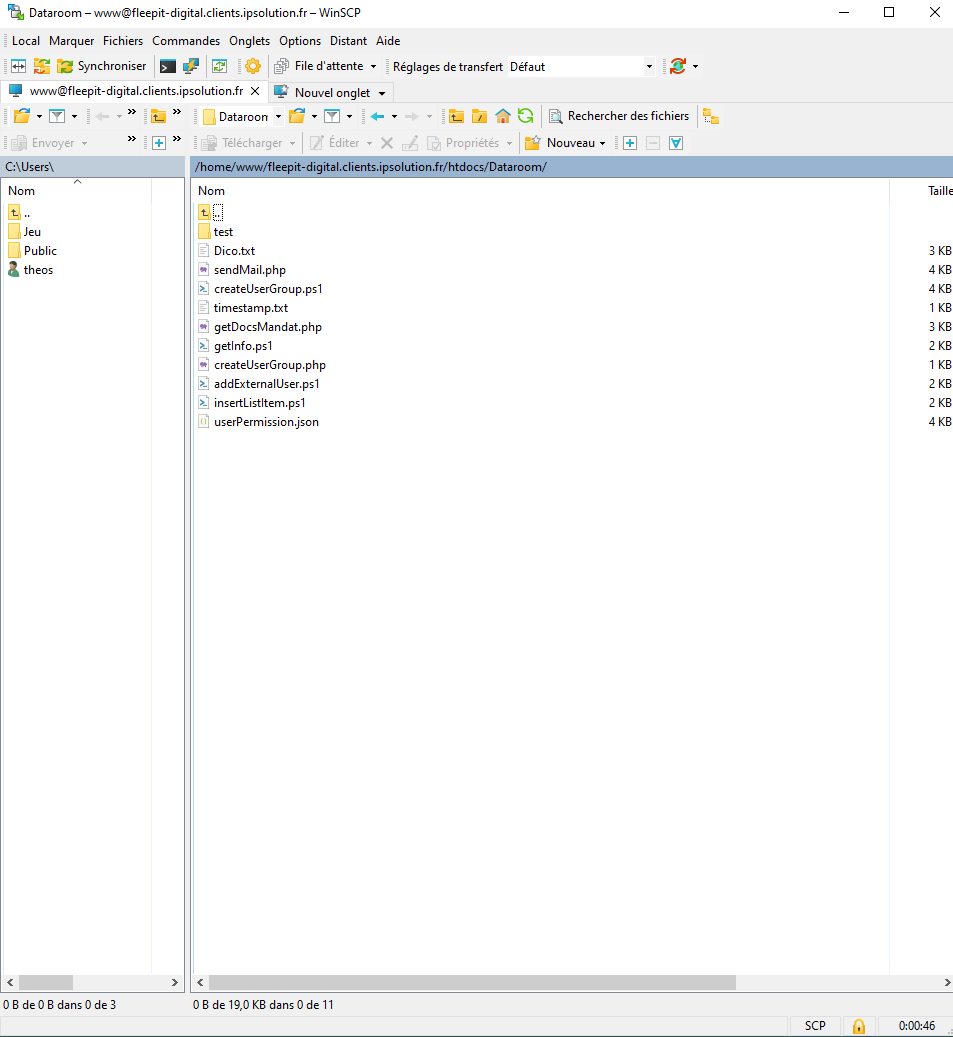 Dataroom – www@fleepit-digital.clients.ipsolution.fr – WinSCP
Local Marquer Fichiers Commandes Onglets Options Distant Aide
Synchroniser File d'attente Réglages de transfert Défaut
www@fleepit-digital.clients.ipsolution.fr Nouvel onglet
Dataroon Rechercher des fichiers
Envoyer Télécharger Éditer Propriétés Nouveau
C:\Users\ /home/www/fleepit-digital.clients.ipsolution.fr/htdocs/Dataroom/
Nom Nom Taille
.. ..
Jeu test
Public Dico.txt 3 KB
theos sendMail.php 4 KB
createUserGroup.ps1 4 KB
timestamp.txt 1 KB
getDocsMandat.php 3 KB
getInfo.ps1 2 KB
createUserGroup.php 1 KB
addExternalUser.ps1 2 KB
insertListItem.ps1 2 KB
userPermission.json 4 KB
0 B de 0 B dans 0 de 3 0 B de 19,0 KB dans 0 de 11
SCP 0:00:46